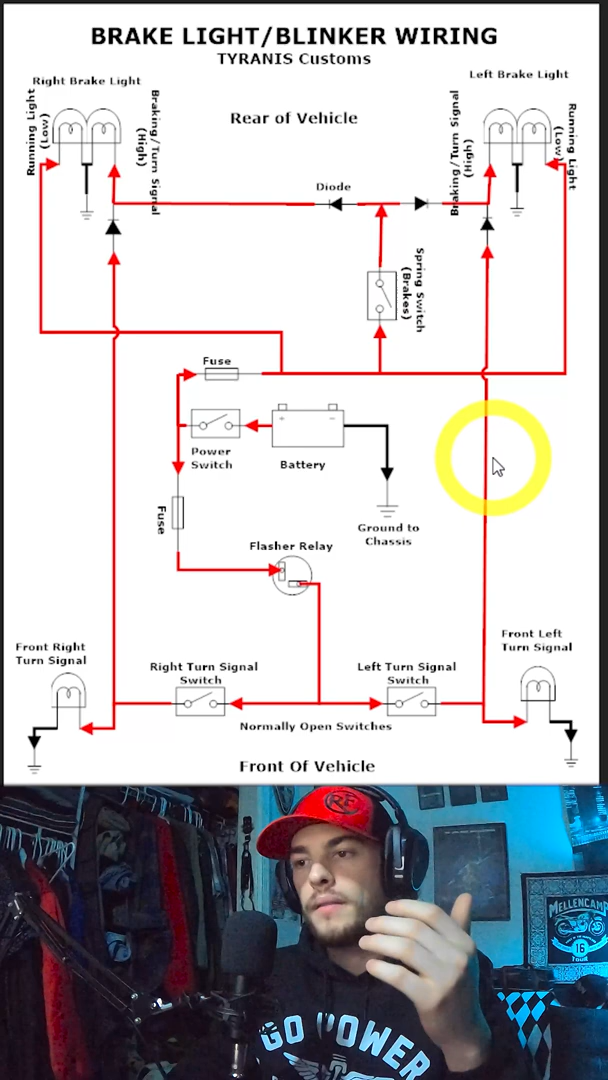 BRAKE LIGHT/BLINKER WIRING
TYRANIS Customs
Right Brake Light
Left Brake Light
Running Light
(Low)
Braking/Turn Signal
(High)
Rear of Vehicle
Braking/Turn Signal
(High)
Running Light
(Low)
Diode
Spring Switch
(Brakes)
Fuse
Power
Switch
Battery
Ground to
Chassis
Fuse
Flasher Relay
Front Right
Turn Signal
Right Turn Signal
Switch
Left Turn Signal
Switch
Front Left
Turn Signal
Normally Open Switches
Front Of Vehicle
RE
MELLENCAMP
16
Tour
GO POWER